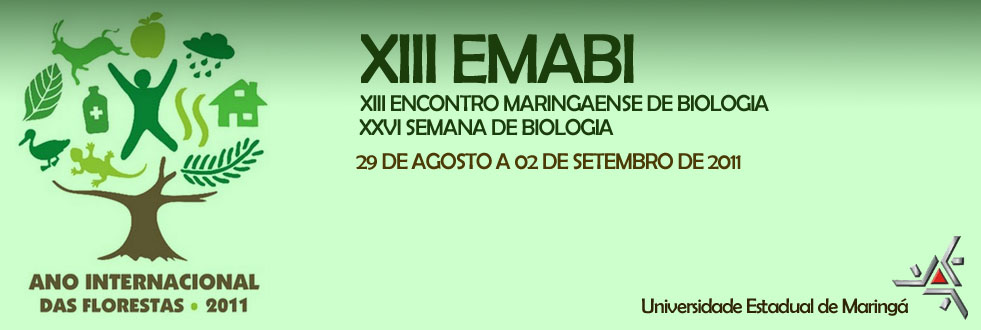 XIII EMABI
XIII ENCONTRO MARINGAENSE DE BIOLOGIA
XXVI SEMANA DE BIOLOGIA
29 DE AGOSTO A 02 DE SETEMBRO DE 2011
ANO INTERNACIONAL
DAS FLORESTAS • 2011
Universidade Estadual de Maringá